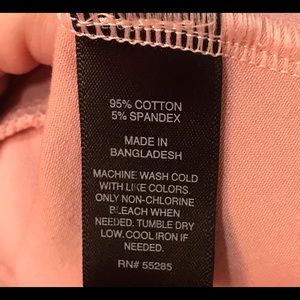 95% COTTON
5% SPANDEX
MADE IN
BANGLADESH
MACHINE WASH COLD
WITH LIKE COLORS.
ONLY NON-CHLORINE
BLEACH WHEN
NEEDED. TUMBLE DRY
LOW. COOL IRON IF
NEEDED.
RN# 55285